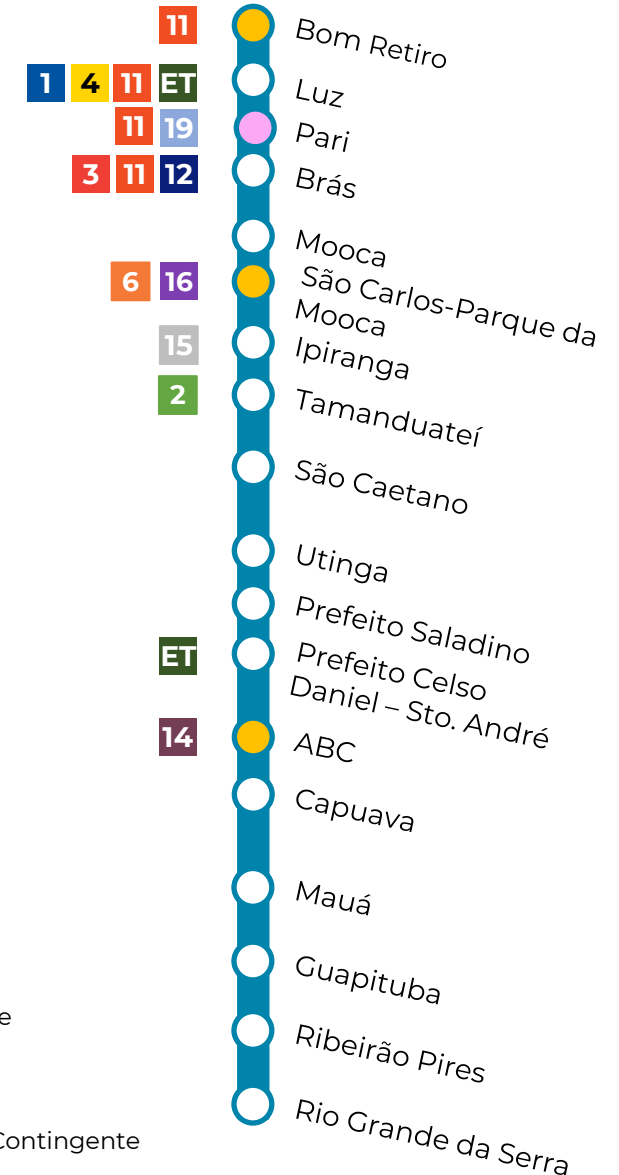 11 Bom Retiro
1 4 11 ET Luz
11 19 Pari
3 11 12 Brás
Mooca
6 16 São Carlos-Parque da
Mooca
15 Ipiranga
2 Tamanduateí
São Caetano
Utinga
Prefeito Saladino
ET Prefeito Celso
Daniel – Sto. André
14 ABC
Capuava
Mauá
Guapituba
e
Ribeirão Pires
Rio Grande da Serra
Contingente